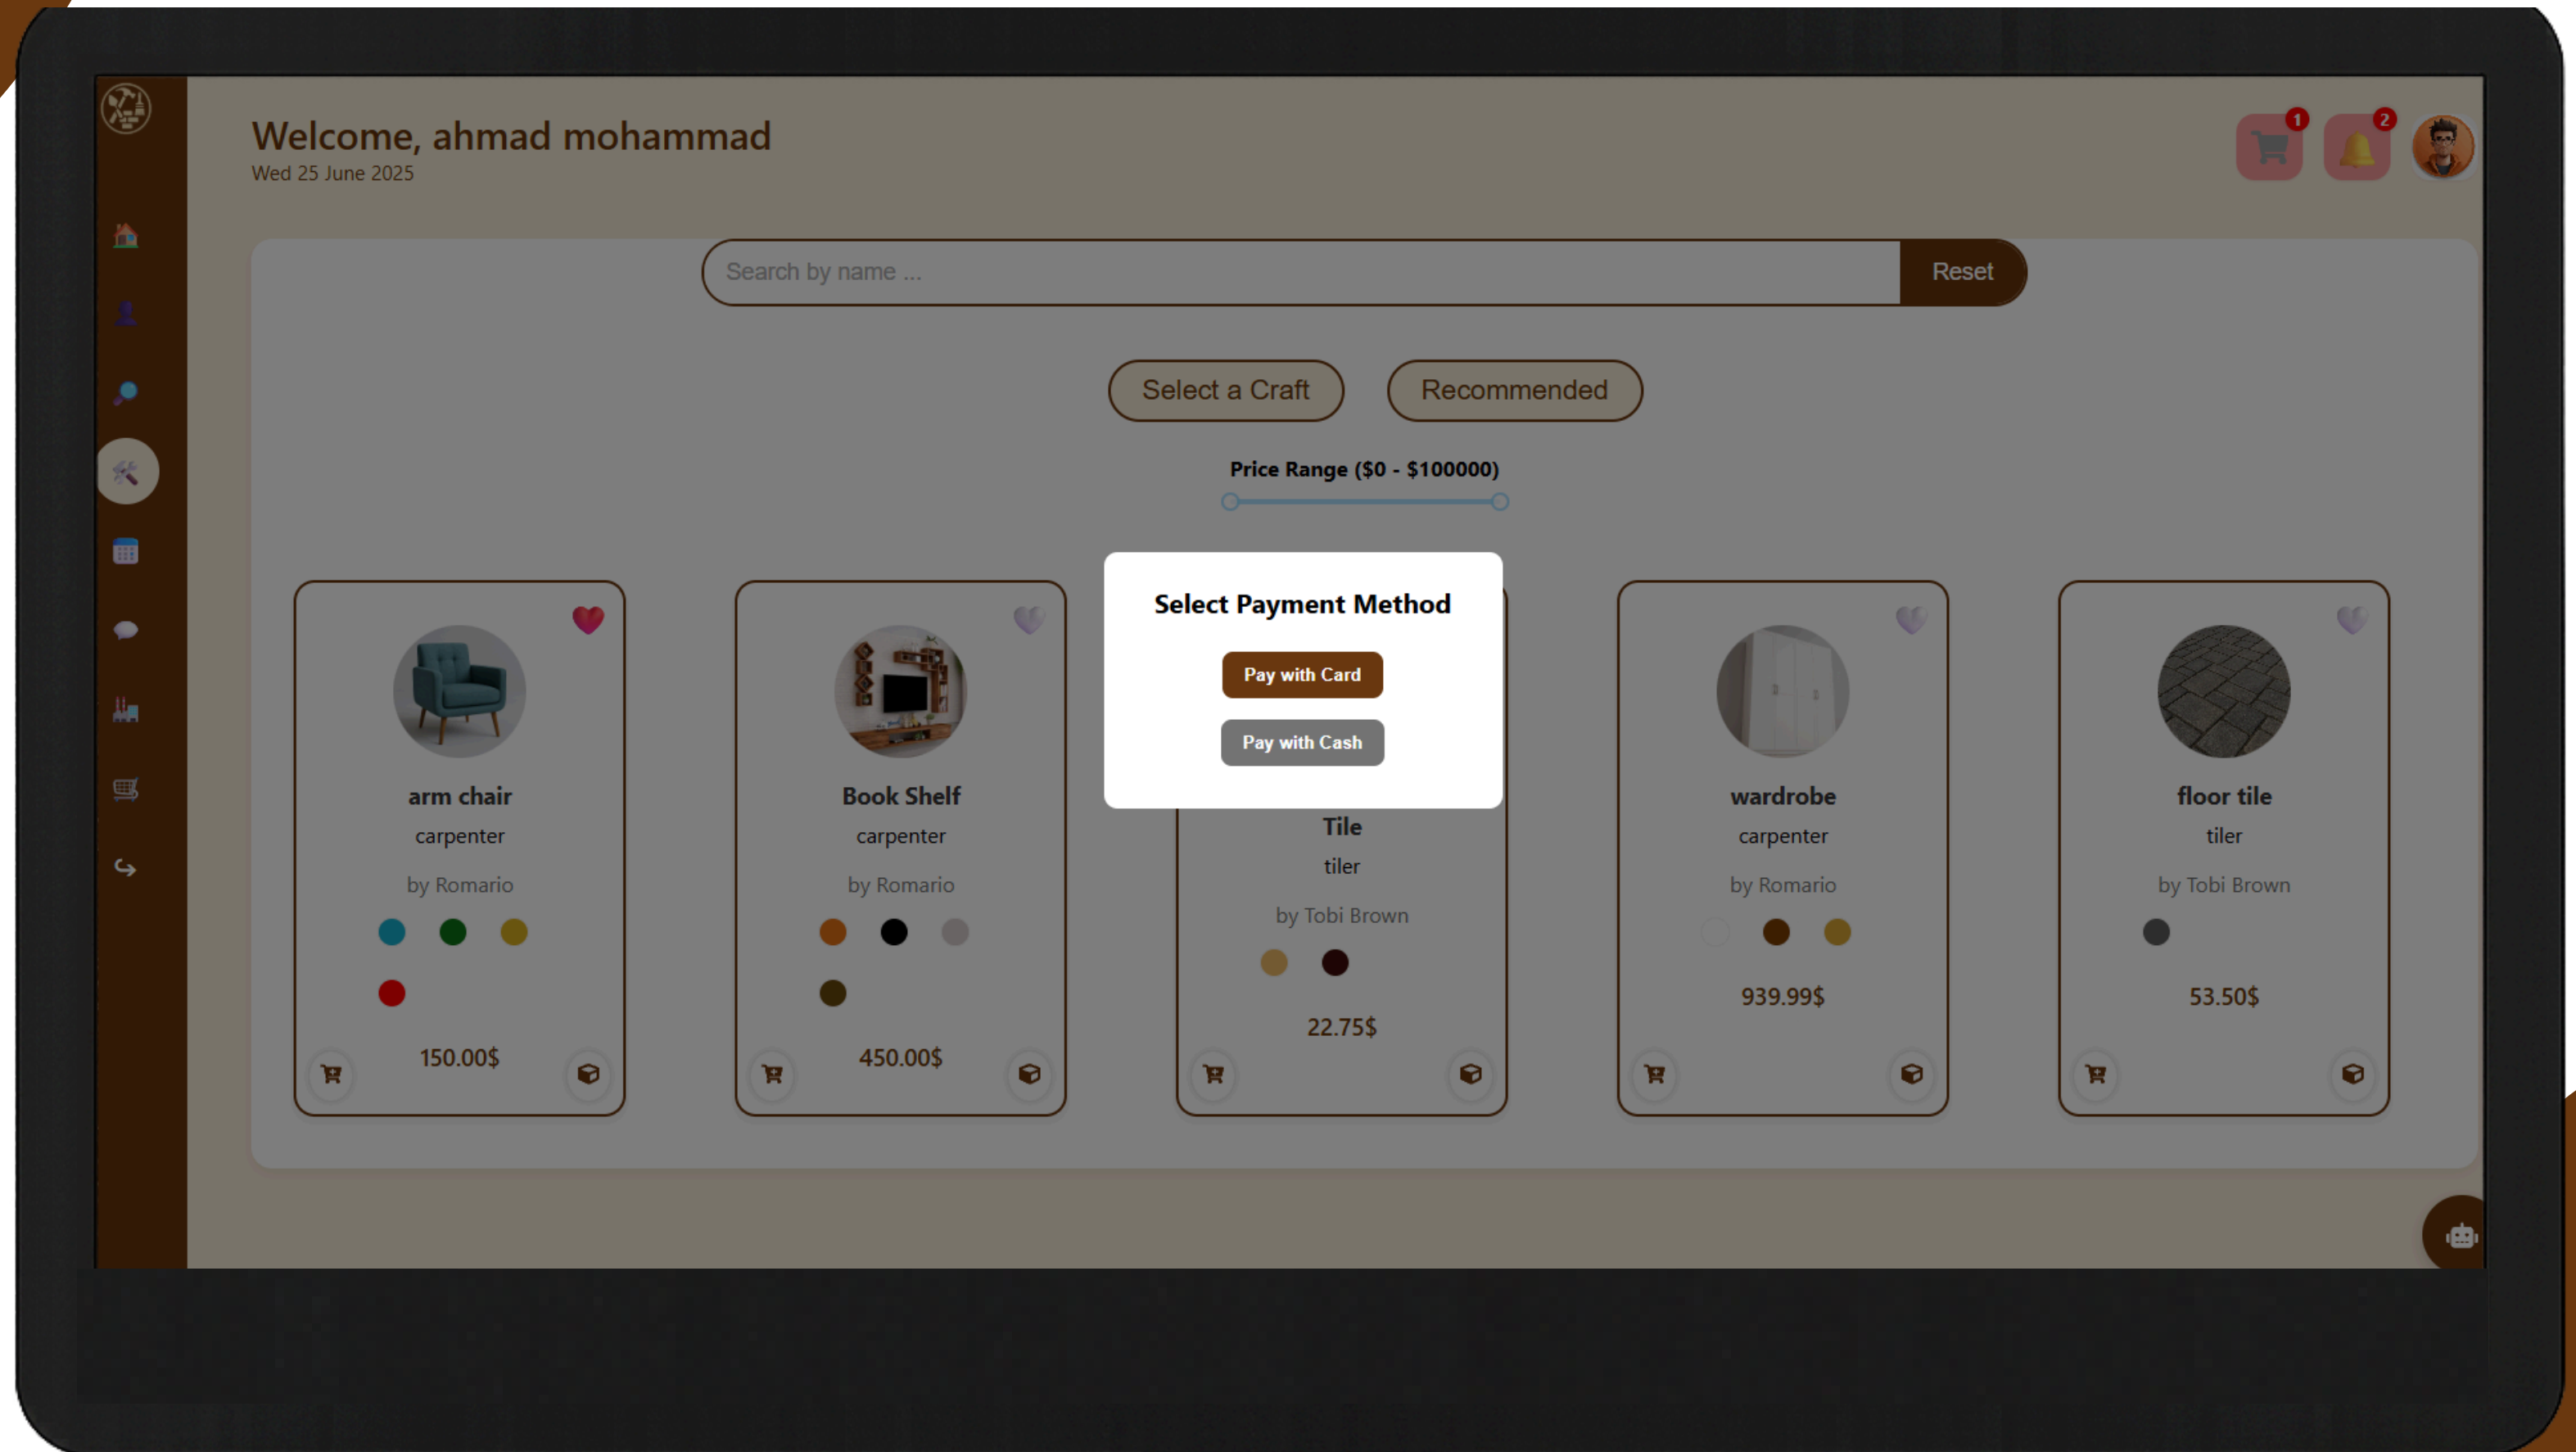 Welcome, ahmad mohammad
Wed 25 June 2025
1
2
Search by name ...
Reset
Select a Craft
Recommended
Price Range ($0 - $100000)
Select Payment Method
Pay with Card
Pay with Cash
arm chair
carpenter
by Romario
150.00$
Book Shelf
carpenter
by Romario
450.00$
Tile
tiler
by Tobi Brown
22.75$
wardrobe
carpenter
by Romario
939.99$
floor tile
tiler
by Tobi Brown
53.50$